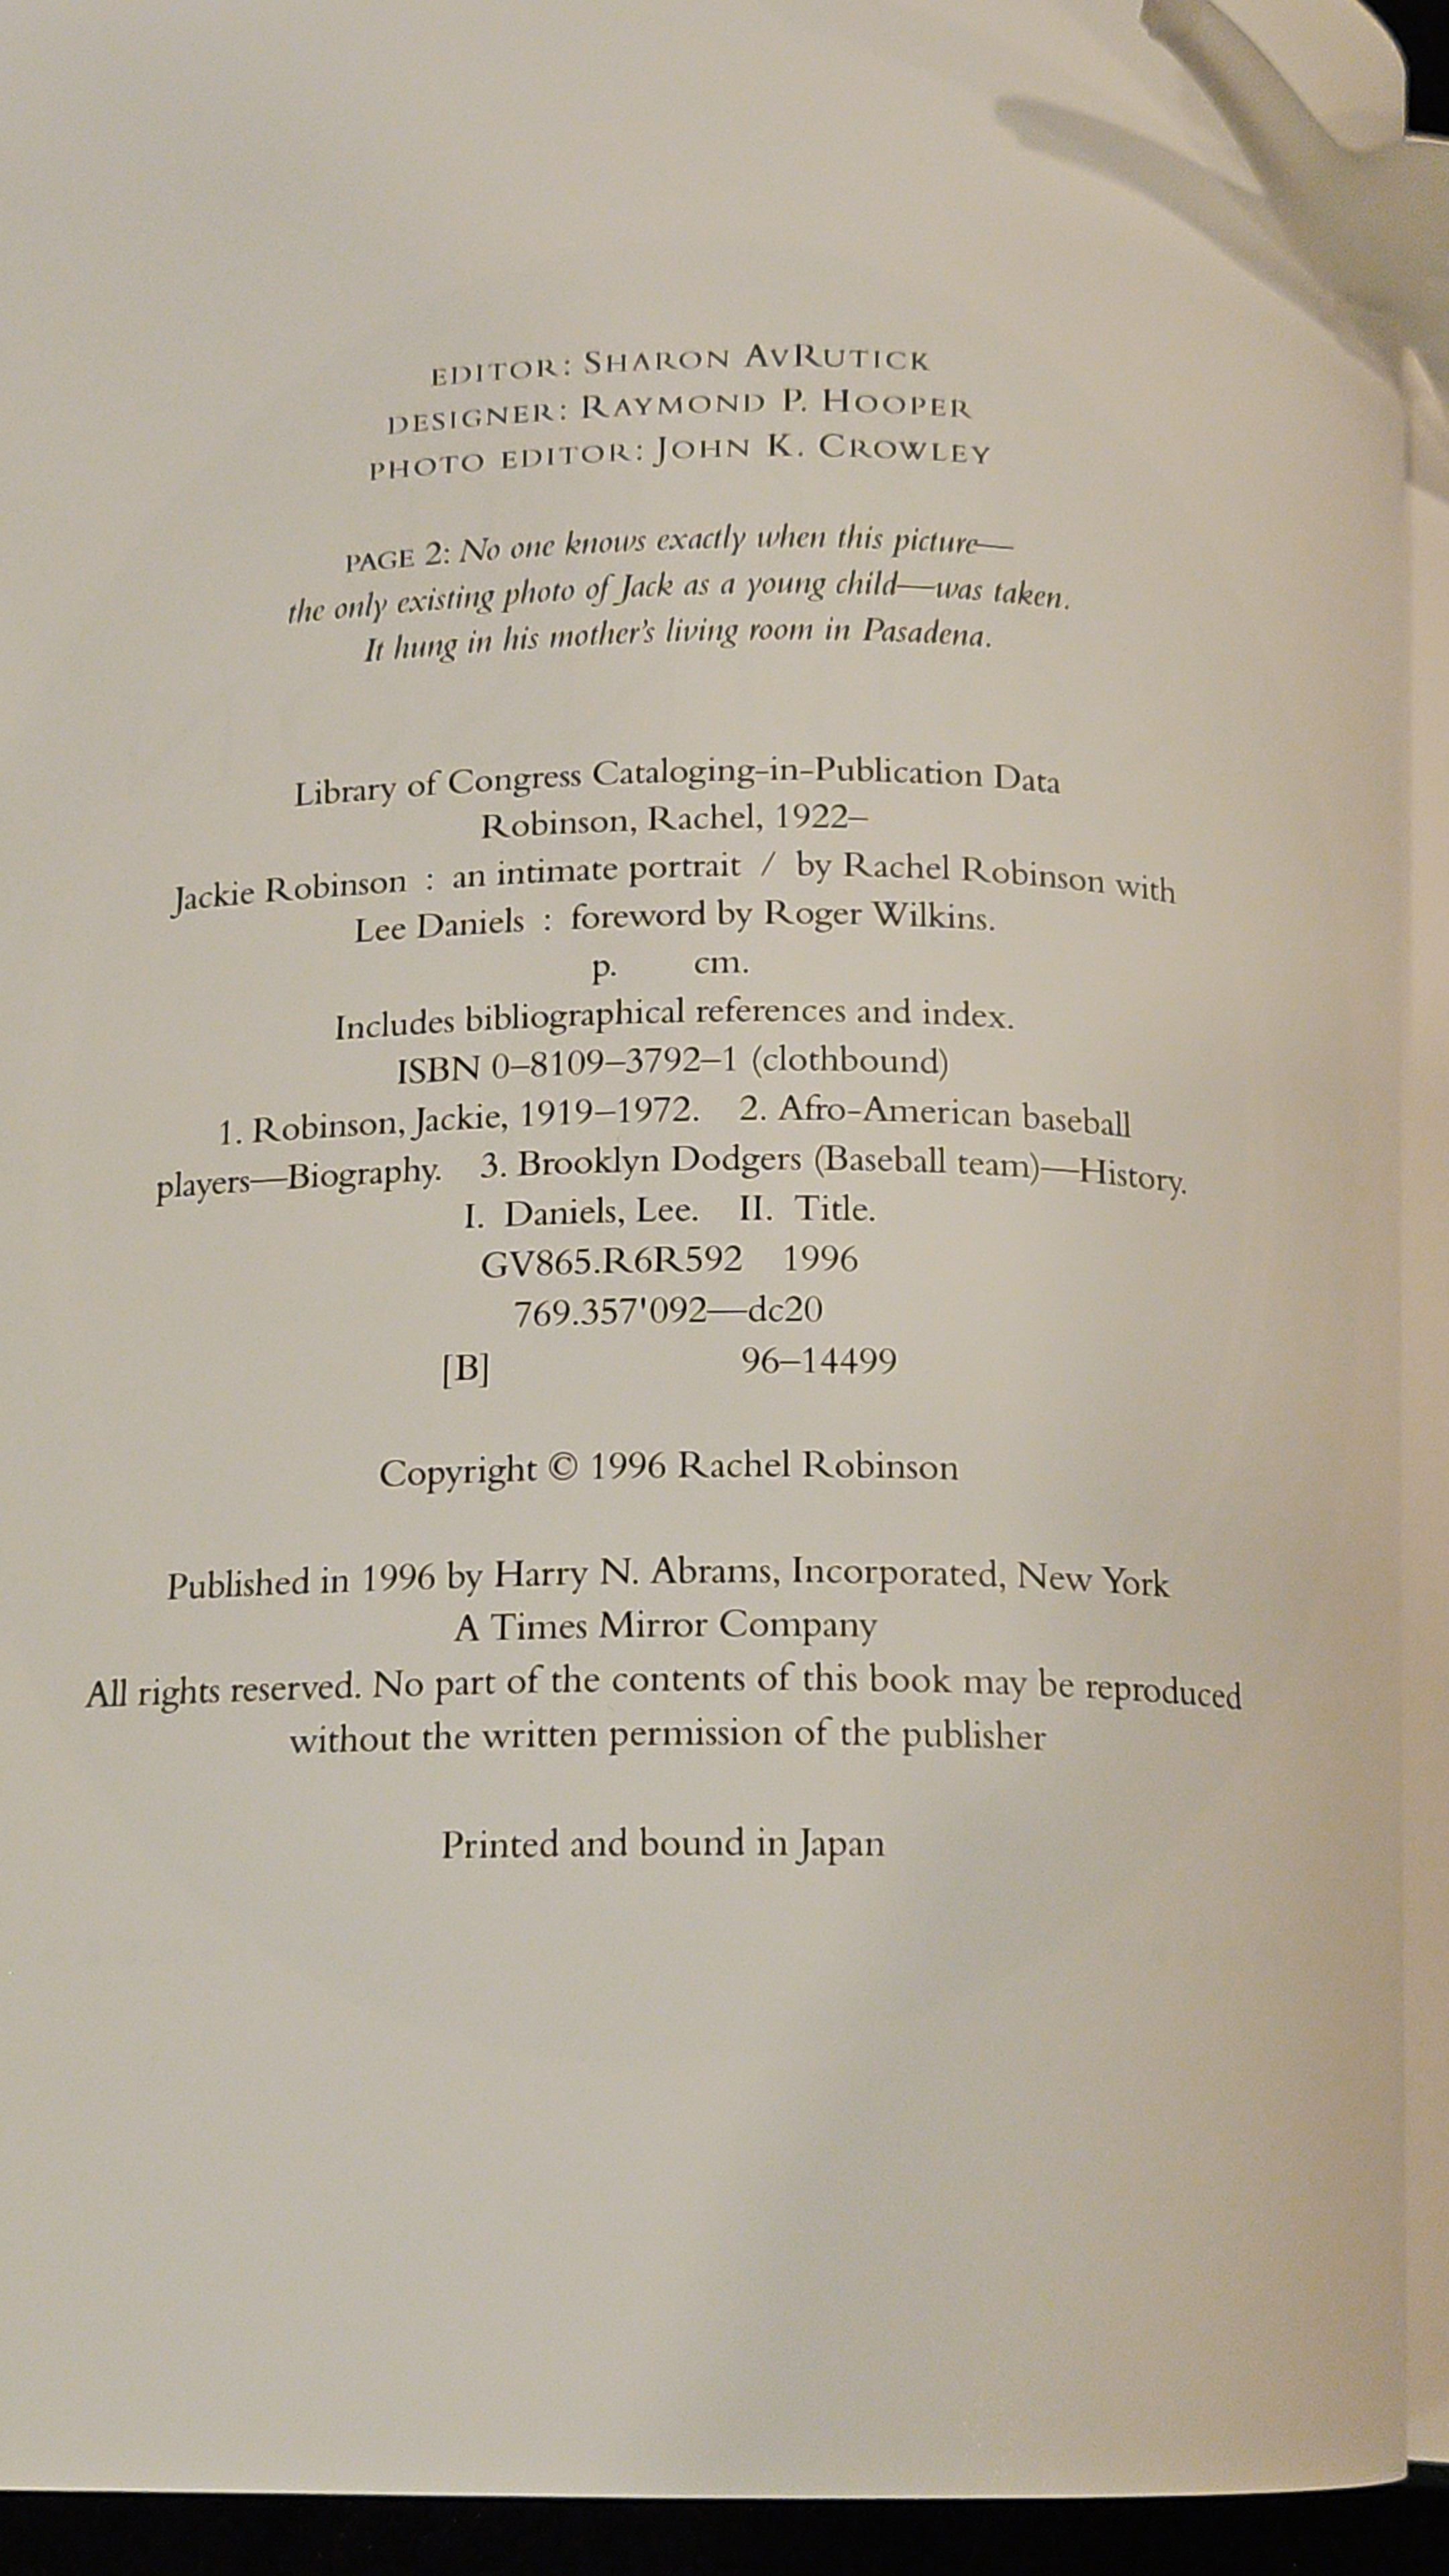 EDITOR: SHARON AVRUTICK
DESIGNER: RAYMOND P. HOOPER
PHOTO EDITOR: JOHN K. CROWLEY
PAGE 2: No one knows exactly when this picture—
the only existing photo of Jack as a young child—was taken.
It hung in his mother's living room in Pasadena.
Library of Congress Cataloging-in-Publication Data
Robinson, Rachel, 1922–
Jackie Robinson : an intimate portrait / by Rachel Robinson with
Lee Daniels : foreword by Roger Wilkins.
p. cm.
Includes bibliographical references and index.
ISBN 0–8109–3792–1 (clothbound)
1. Robinson, Jackie, 1919–1972. 2. Afro-American baseball
players—Biography. 3. Brooklyn Dodgers (Baseball team)—History.
I. Daniels, Lee. II. Title.
GV865.R6R592 1996
769.357'092—dc20
[B] 96–14499
Copyright © 1996 Rachel Robinson
Published in 1996 by Harry N. Abrams, Incorporated, New York
A Times Mirror Company
All rights reserved. No part of the contents of this book may be reproduced
without the written permission of the publisher
Printed and bound in Japan